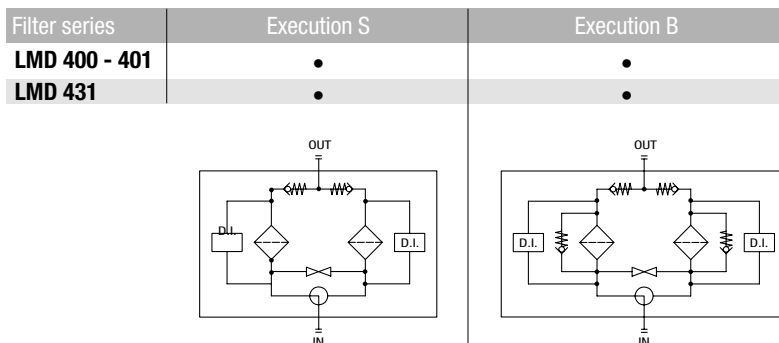 Filter series Execution S Execution B
LMD 400 - 401 • •
LMD 431 • •
OUT OUT
D.I. D.I. D.I. D.I.
IN IN